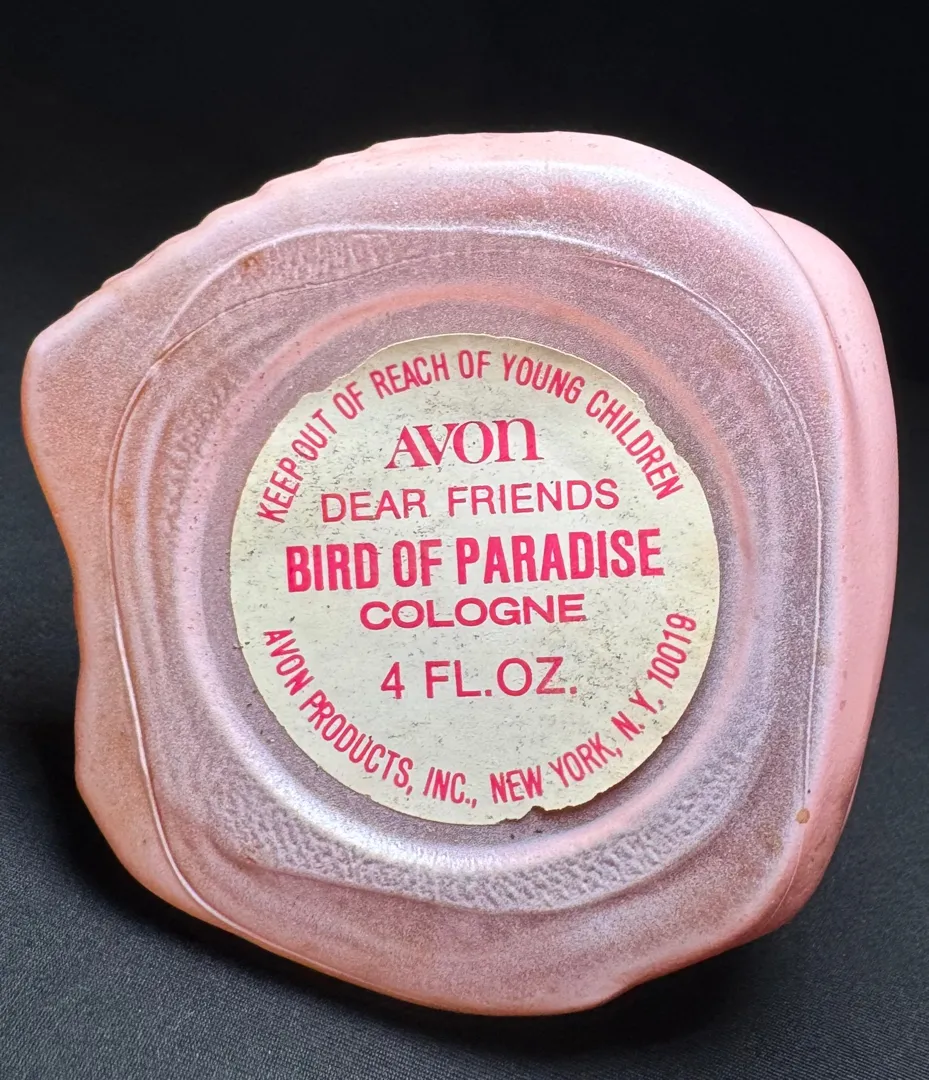 KEEP OUT OF REACH OF YOUNG CHILDREN
AVON
DEAR FRIENDS
BIRD OF PARADISE
COLOGNE
4 FL.OZ.
AVON PRODUCTS, INC., NEW YORK, N.Y. 10019